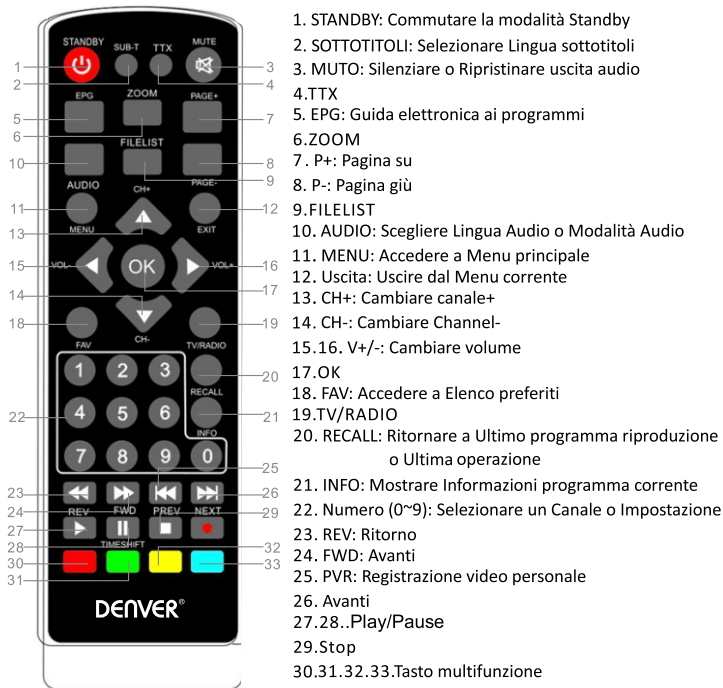 STANDBY
SUB-T
TTX
MUTE
1
2
4
3
EPG
ZOOM
PAGE+
5
6
7
FILELIST
10
8
9
AUDIO
CH+
PAGE-
11
12
MENU
EXIT
13
15
VOL-
OK
VOL+
16
14
17
18
19
FAV
CH-
TV/RADIO
1 2 3
20
RECALL
4 5 6
22
21
INFO
7 8 9 0
25
23
26
REV FWD PREV NEXT
24
29
27
TIMESHIFT
28
32
30
33
31
DENVER®
1. STANDBY: Commutare la modalità Standby
2. SOTTOTITOLI: Selezionare Lingua sottotitoli
3. MUTO: Silenziare o Ripristinare uscita audio
4.TTX
5. EPG: Guida elettronica ai programmi
6.ZOOM
7. P+: Pagina su
8. P-: Pagina giù
9.FILELIST
10. AUDIO: Scegliere Lingua Audio o Modalità Audio
11. MENU: Accedere a Menu principale
12. Uscita: Uscire dal Menu corrente
13. CH+: Cambiare canale+
14. CH-: Cambiare Channel-
15.16. V+/-: Cambiare volume
17.OK
18. FAV: Accedere a Elenco preferiti
19.TV/RADIO
20. RECALL: Ritornare a Ultimo programma riproduzione
o Ultima operazione
21. INFO: Mostrare Informazioni programma corrente
22. Numero (0~9): Selezionare un Canale o Impostazione
23. REV: Ritorno
24. FWD: Avanti
25. PVR: Registrazione video personale
26. Avanti
27.28..Play/Pause
29.Stop
30.31.32.33.Tasto multifunzione